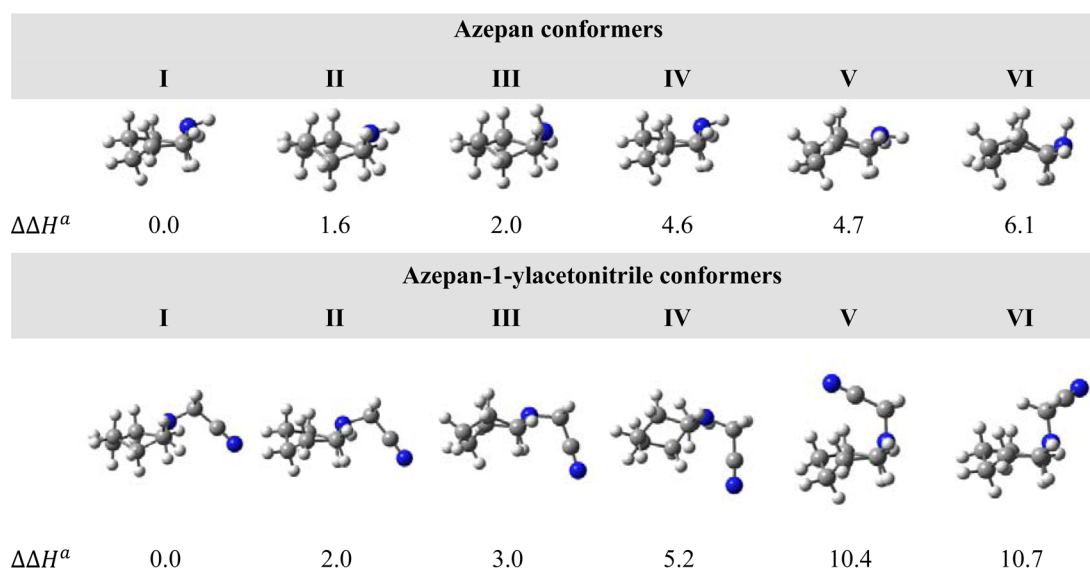 Azepan conformers
I II III IV V VI
ΔΔHᵃ 0.0 1.6 2.0 4.6 4.7 6.1
Azepan-1-ylacetonitrile conformers
I II III IV V VI
ΔΔHᵃ 0.0 2.0 3.0 5.2 10.4 10.7